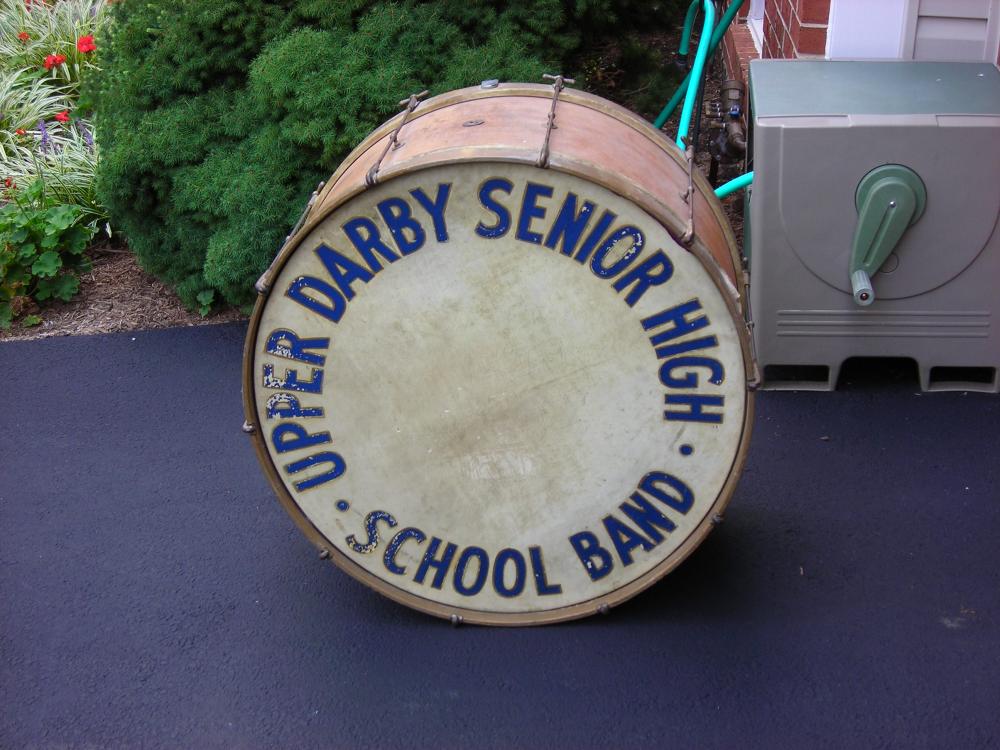 UPPER DARBY SENIOR HIGH
• SCHOOL BAND •